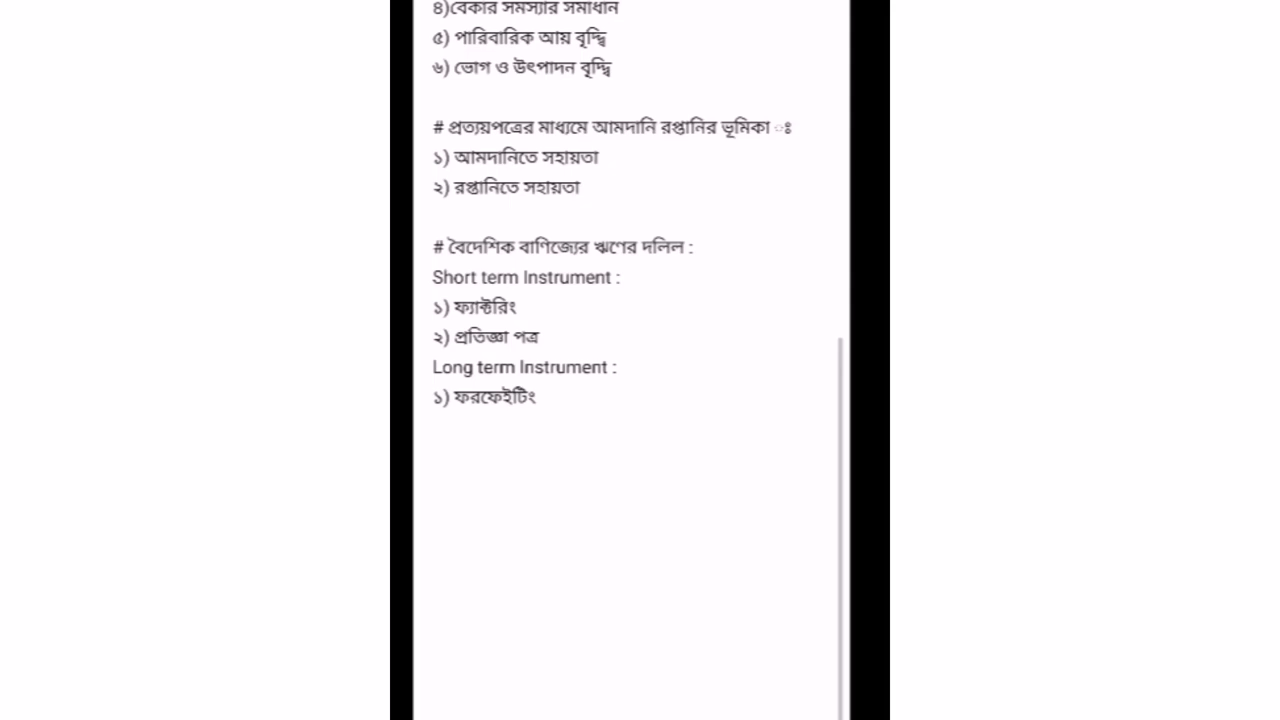 ৪)বেকার সমস্যার সমাধান
৫) পারিবারিক আয় বৃদ্দ্বি
৬) ভোগ ও উৎপাদন বৃদ্দ্বি
# প্রত্যয়পত্রের মাধ্যমে আমদানি রপ্তানির ভূমিকা ঃ
১) আমদানিতে সহায়তা
২) রপ্তানিতে সহায়তা
# বৈদেশিক বাণিজ্যের ঋণের দলিল :
Short term Instrument :
১) ফ্যাক্টরিং
২) প্রতিজ্ঞা পত্র
Long term Instrument :
১) ফরফেইটিং